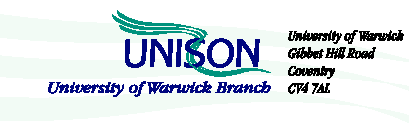 UNISON
University of Warwick Branch
University of Warwick
Gibbet Hill Road
Coventry
CV4 7AL